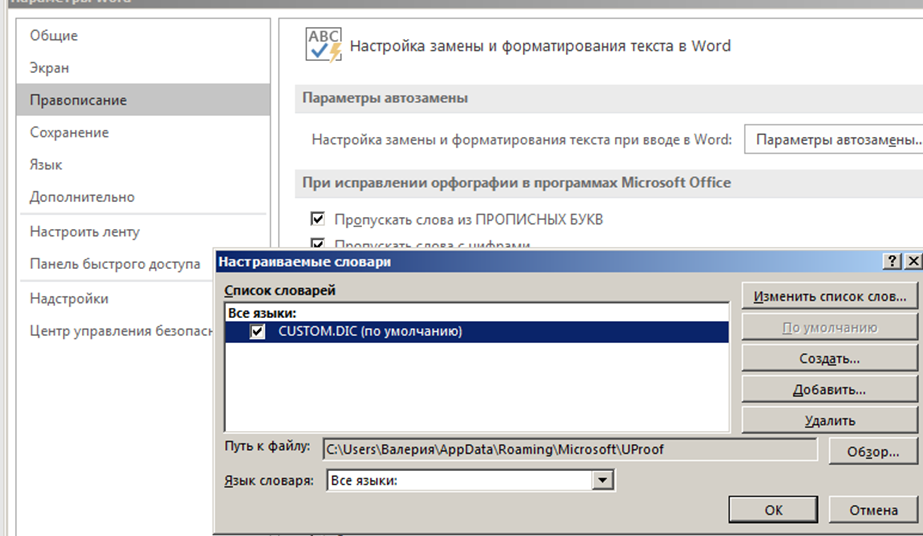 Параметры Word
Общие
Экран
Правописание
Сохранение
Язык
Дополнительно
Настроить ленту
Панель быстрого доступа
Надстройки
Центр управления безопасн
ABC
Настройка замены и форматирования текста в Word
Параметры автозамены
Настройка замены и форматирования текста при вводе в Word:
Параметры автозамены..
При исправлении орфографии в программах Microsoft Office
Пропускать слова из ПРОПИСНЫХ БУКВ
Пропускать слова с цифрами
Настраиваемые словари
Список словарей
Все языки:
CUSTOM.DIC (по умолчанию)
Изменить список слов...
По умолчанию
Создать...
Добавить...
Удалить
Путь к файлу:
C:\Users\Валерия\AppData\Roaming\Microsoft\UProof
Обзор...
Язык словаря:
Все языки:
ОК
Отмена